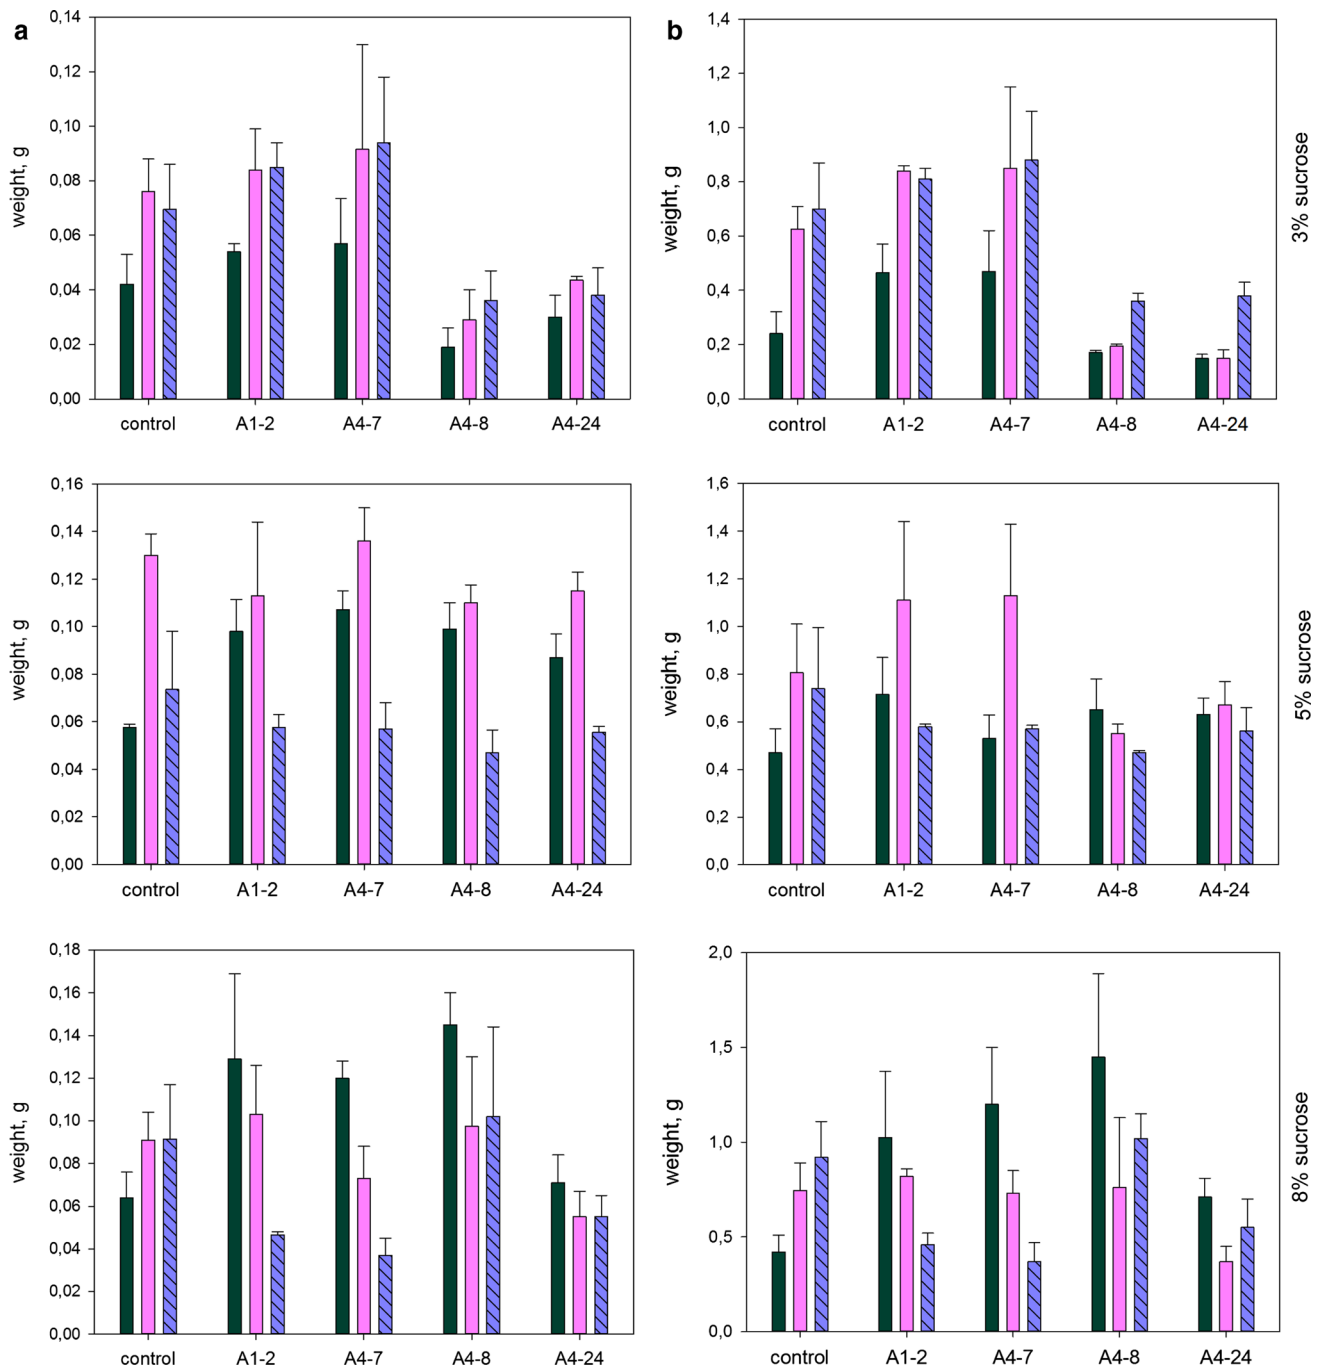 a
0,14
0,12
0,10
0,08
0,06
0,04
0,02
0,00
weight, g
control A1-2 A4-7 A4-8 A4-24
b
1,4
1,2
1,0
0,8
0,6
0,4
0,2
0,0
weight, g
control A1-2 A4-7 A4-8 A4-24
3% sucrose
0,16
0,14
0,12
0,10
0,08
0,06
0,04
0,02
0,00
weight, g
control A1-2 A4-7 A4-8 A4-24
1,6
1,4
1,2
1,0
0,8
0,6
0,4
0,2
0,0
weight, g
control A1-2 A4-7 A4-8 A4-24
5% sucrose
0,18
0,16
0,14
0,12
0,10
0,08
0,06
0,04
0,02
0,00
weight, g
control A1-2 A4-7 A4-8 A4-24
2,0
1,5
1,0
0,5
0,0
weight, g
control A1-2 A4-7 A4-8 A4-24
8% sucrose